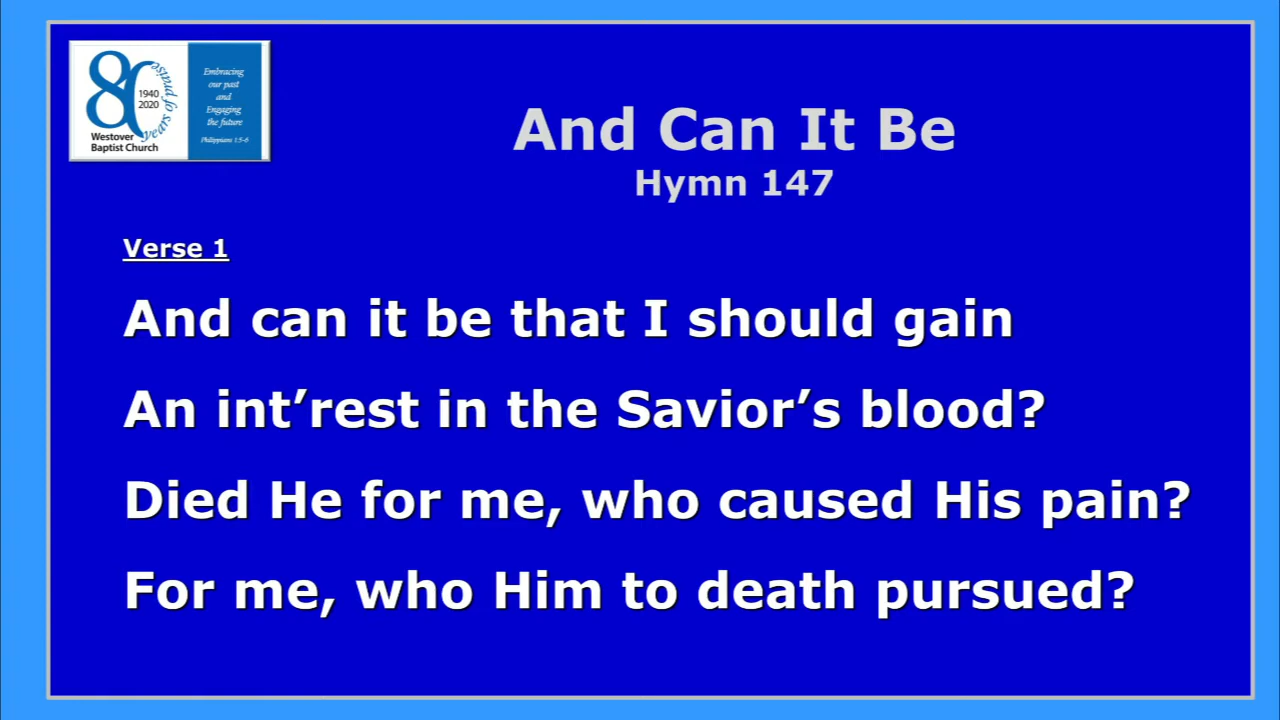 80
years of praise
1940
2020
Westover
Baptist Church
Embracing
our past
and
Engaging
the future
Philippians 1:5-6
And Can It Be
Hymn 147
Verse 1
And can it be that I should gain
An int’rest in the Savior’s blood?
Died He for me, who caused His pain?
For me, who Him to death pursued?